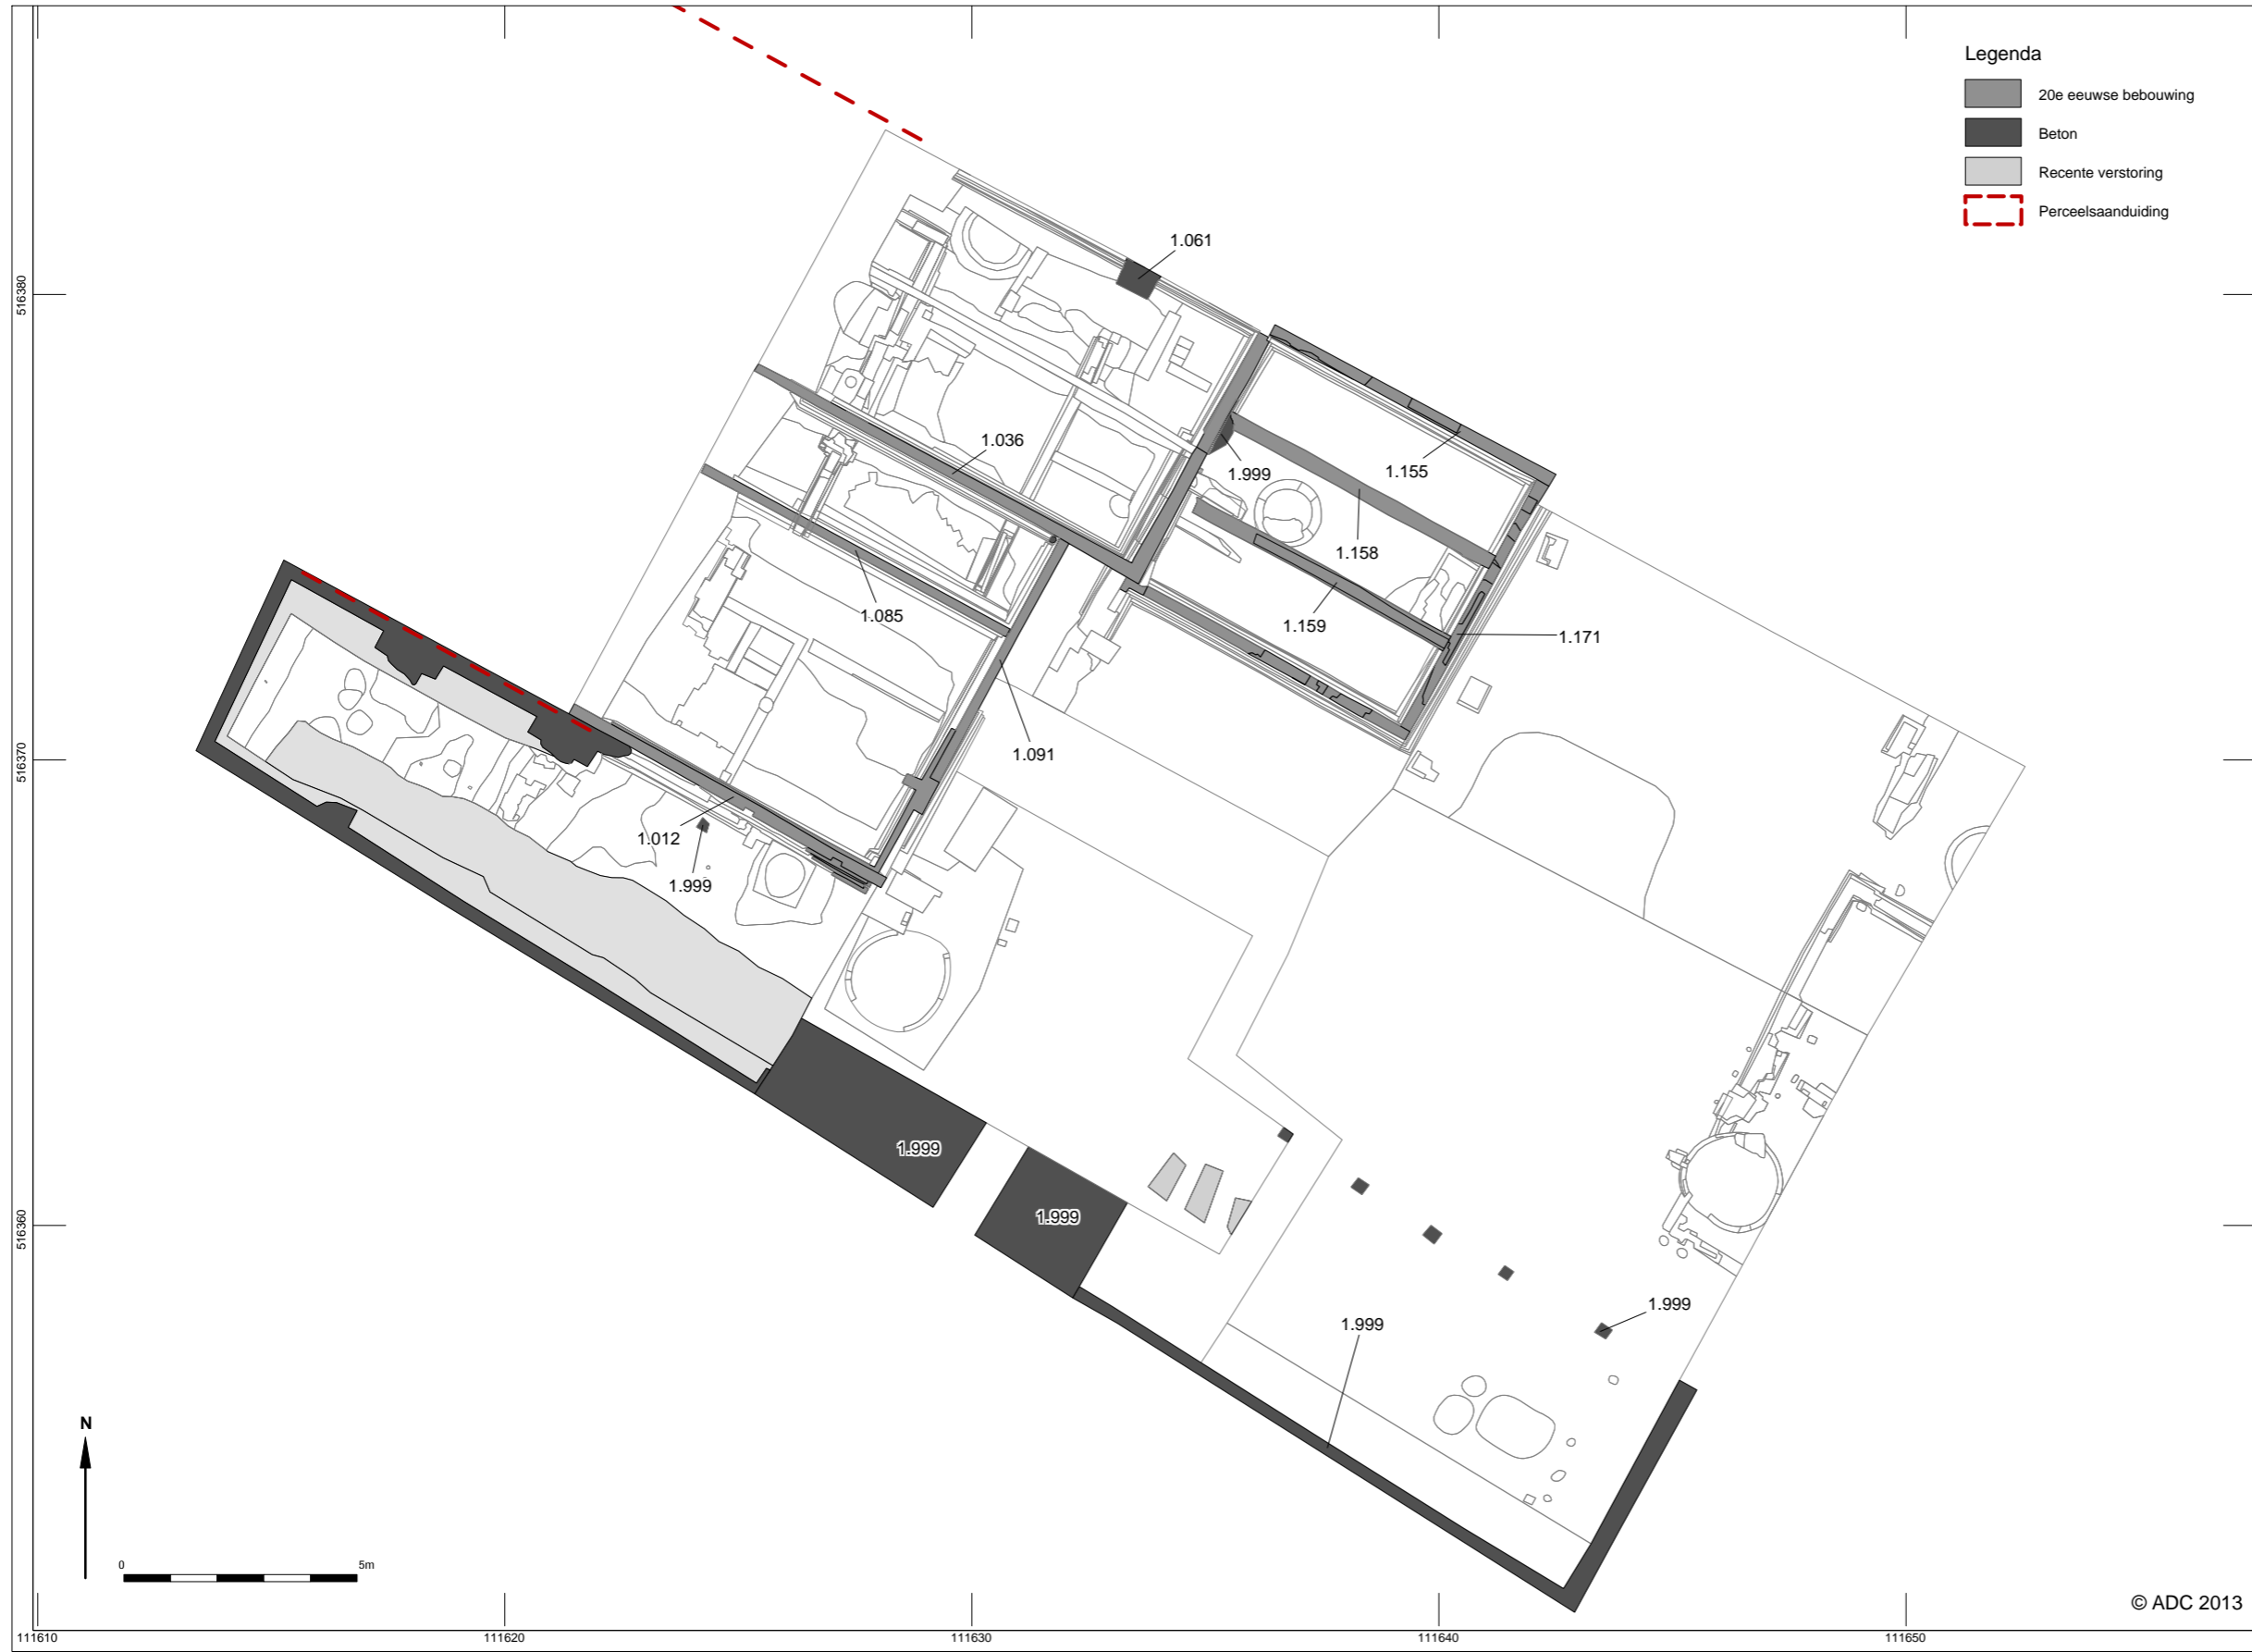 Legenda
20e eeuwse bebouwing
Beton
Recente verstoring
Perceelsaanduiding
1.061
516380
1.036
1.999
1.155
1.158
1.085
1.159
1.171
1.091
516370
1.012
1.999
1.999
1.999
516360
1.999
1.999
N
0 5m
© ADC 2013
111610 111620 111630 111640 111650